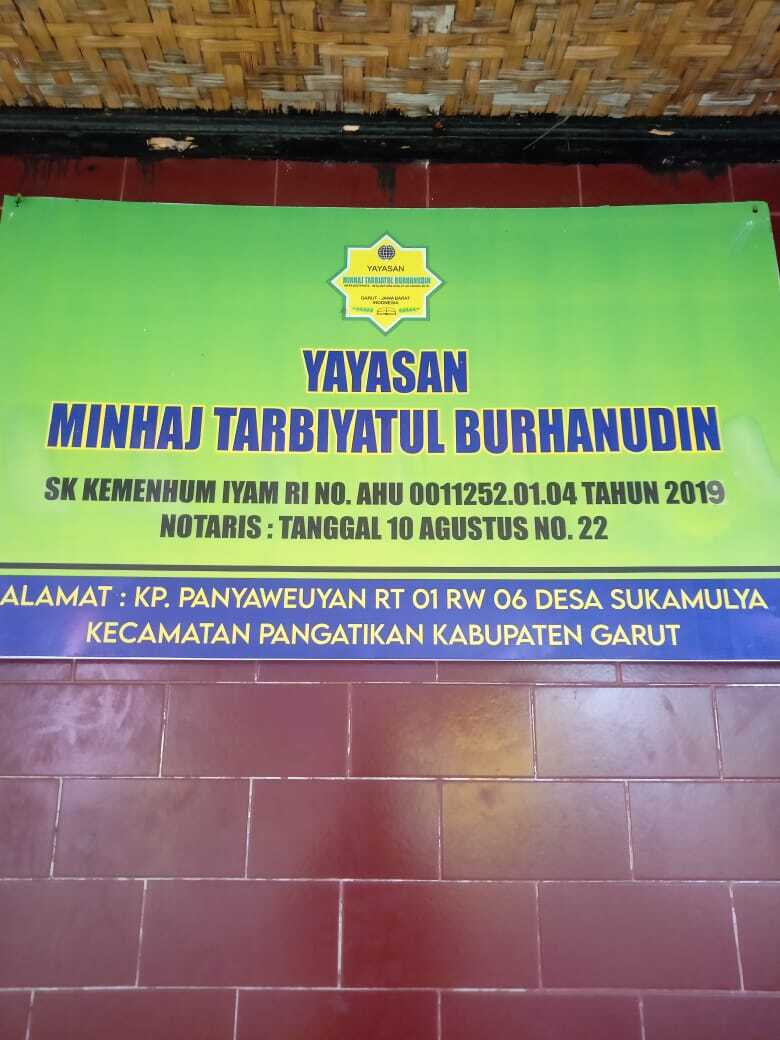 YAYASAN
MINHAJ TARBIATUL BURHANUDIN
GARUT - JAWA BARAT
INDONESIA
YAYASAN
MINHAJ TARBIYATUL BURHANUDIN
SK KEMENHUM IYAM RI NO. AHU 0011252.01.04 TAHUN 2019
NOTARIS : TANGGAL 10 AGUSTUS NO. 22
ALAMAT : KP. PANYAWEUYAN RT 01 RW 06 DESA SUKAMULYA
KECAMATAN PANGATIKAN KABUPATEN GARUT